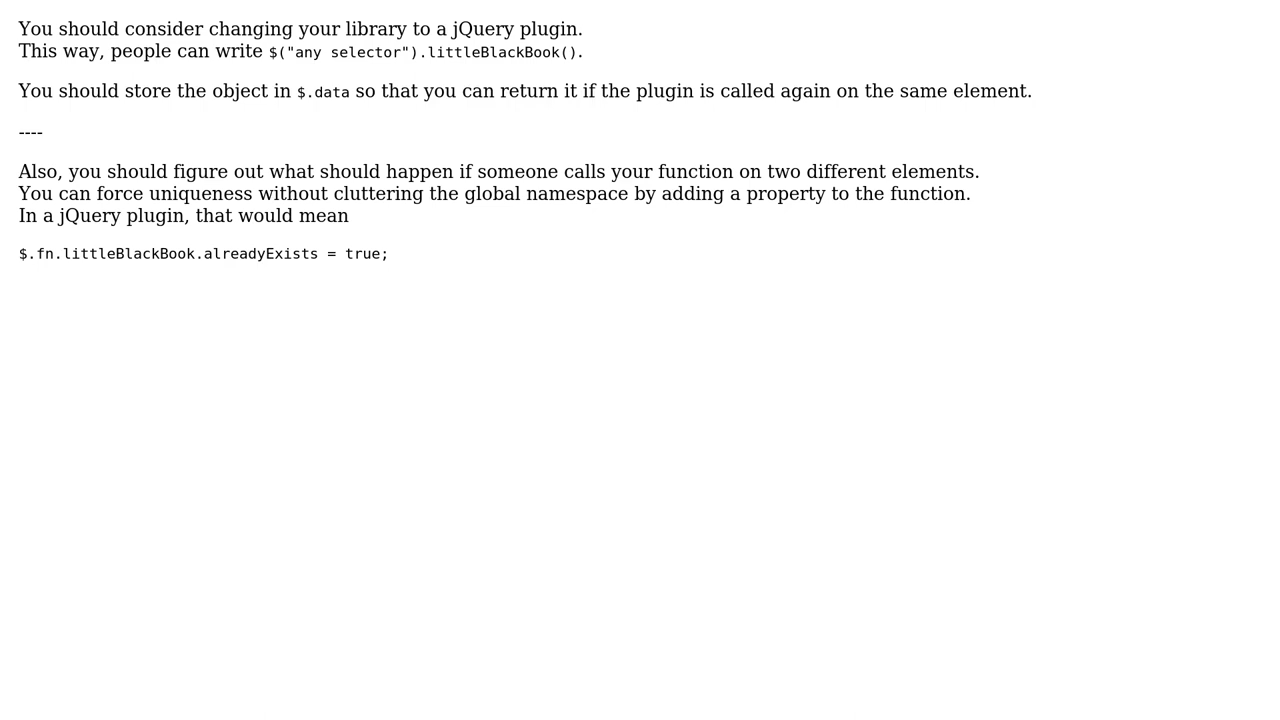 You should consider changing your library to a jQuery plugin.
This way, people can write $("any selector").littleBlackBook().
You should store the object in $.data so that you can return it if the plugin is called again on the same element.
----
Also, you should figure out what should happen if someone calls your function on two different elements.
You can force uniqueness without cluttering the global namespace by adding a property to the function.
In a jQuery plugin, that would mean
$.fn.littleBlackBook.alreadyExists = true;